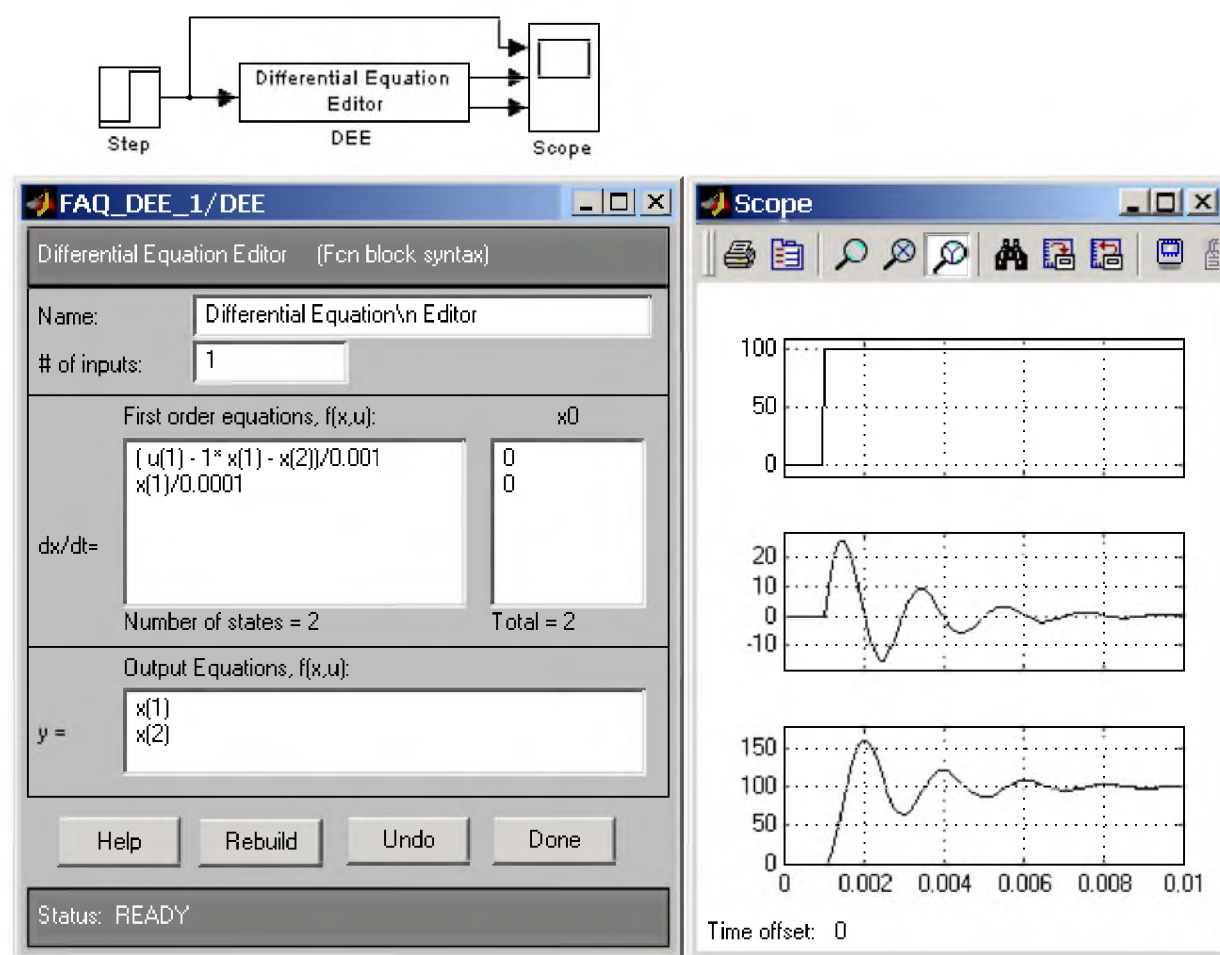 Differential Equation
Editor
Step
DEE
Scope
FAQ_DEE_1/DEE
Differential Equation Editor (Fcn block syntax)
Name:
Differential Equation\n Editor
# of inputs:
1
First order equations, f(x,u):
x0
( u(1) - 1* x(1) - x(2))/0.001
x(1)/0.0001
0
0
dx/dt=
Number of states = 2
Total = 2
Output Equations, f(x,u):
y =
x(1)
x(2)
Help
Rebuild
Undo
Done
Status: READY
Scope
100
50
0
20
10
0
-10
150
100
50
0
0 0.002 0.004 0.006 0.008 0.01
Time offset: 0